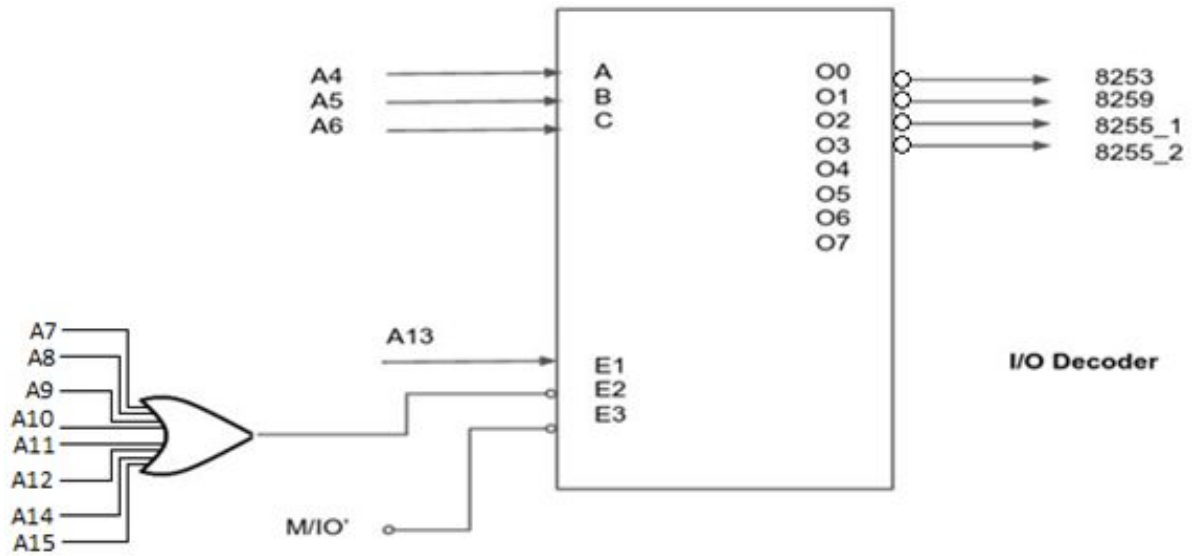 A4 A O0 8253
A5 B O1 8259
A6 C O2 8255_1
O3 8255_2
O4
O5
O6
O7
A7
A8
A9
A10
A11
A12
A14
A15
A13
E1
E2
E3
I/O Decoder
M/IO'